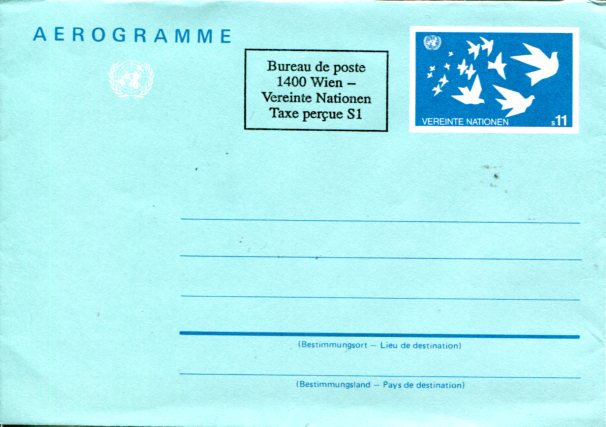 AEROGRAMME
Bureau de poste
1400 Wien –
Vereinte Nationen
Taxe perçue S1
VEREINTE NATIONEN
s11
(Bestimmungsort — Lieu de destination)
(Bestimmungsland — Pays de destination)